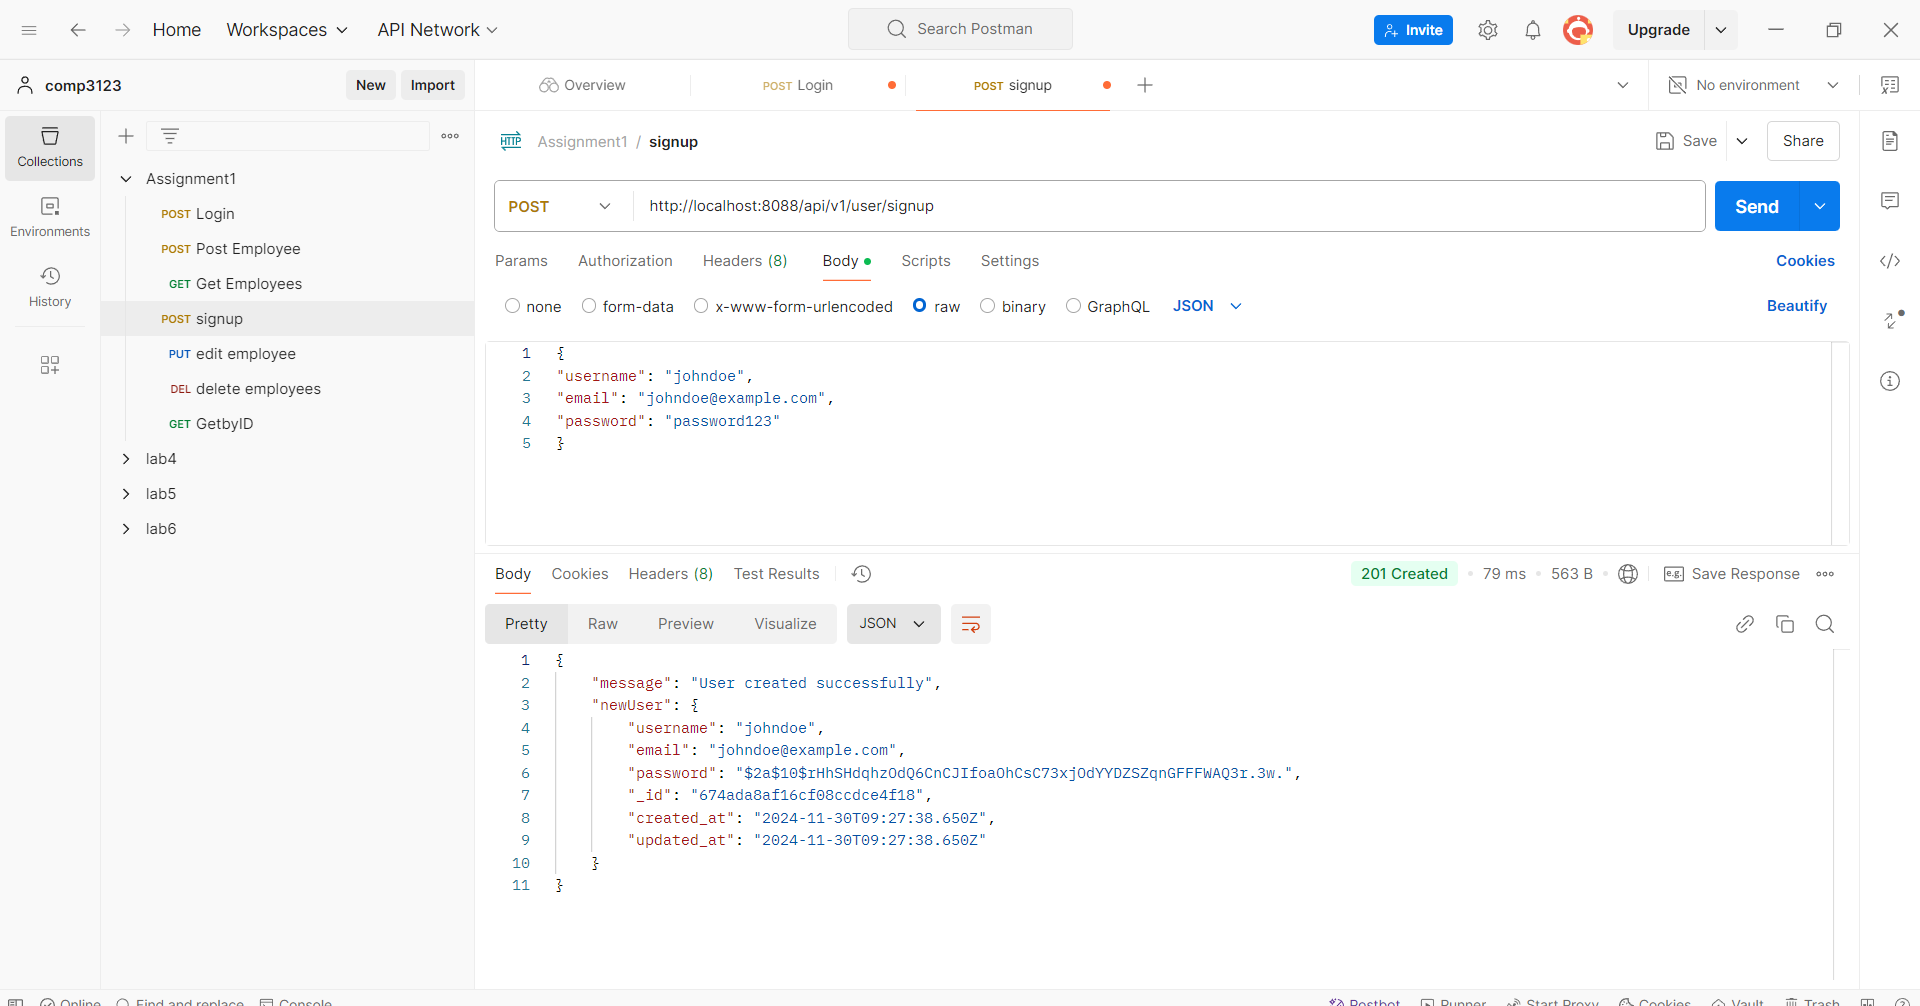 Home Workspaces API Network Search Postman Invite Upgrade
comp3123 New Import Overview POST Login POST signup No environment
Collections
Environments
History
Assignment1
POST Login
POST Post Employee
GET Get Employees
POST signup
PUT edit employee
DEL delete employees
GET GetbyID
lab4
lab5
lab6
HTTP Assignment1 / signup Save Share
POST http://localhost:8088/api/v1/user/signup Send
Params Authorization Headers (8) Body Scripts Settings Cookies
none form-data x-www-form-urlencoded raw binary GraphQL JSON Beautify
1 {
2 "username": "johndoe",
3 "email": "johndoe@example.com",
4 "password": "password123"
5 }
Body Cookies Headers (8) Test Results 201 Created 79 ms 563 B e.g. Save Response
Pretty Raw Preview Visualize JSON
1 {
2 "message": "User created successfully",
3 "newUser": {
4 "username": "johndoe",
5 "email": "johndoe@example.com",
6 "password": "$2a$10$rHhSHdqhzOdQ6CnCJIfoaOhCsC73xjOdYYDZSZqnGFFFWAQ3r.3w.",
7 "_id": "674ada8af16cf08ccdce4f18",
8 "created_at": "2024-11-30T09:27:38.650Z",
9 "updated_at": "2024-11-30T09:27:38.650Z"
10 }
11 }
Online Find and replace Console Postbot Runner Start Proxy Cookies Vault Trash